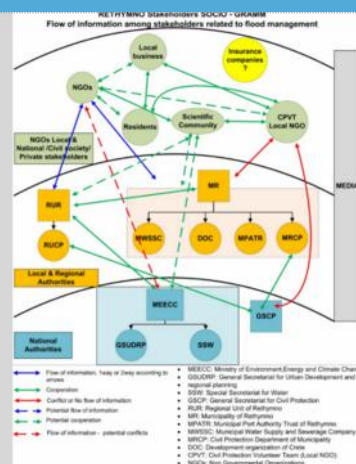 RETHYMNO Stakeholders SOCIO - GRAMM
Flow of information among stakeholders related to flood management
Local
business
Insurance
companies
?
NGOs
Residents
Scientific
Community
CPVT
Local NGO
NGOs Local &
National /Civil society/
Private stakeholders
MEDIA
RUR
MR
RUCP
MWSSC
DOC
MPATR
MRCP
Local & Regional
Authorities
MEECC
GSCP
National
Authorities
GSUDRP
SSW
Flow of information, 1way or 2way according to
arrows
Cooperation
Conflict or No flow of information
Potential flow of information
Potential cooperation
Flow of information - potential conflicts
• MEECC: Ministry of Environment,Energy and Climate Chan
• GSUDRP: General Secretariat for Urban Development and
regional planning
• SSW: Special Secretariat for Water
• GSCP: General Secretariat for Civil Protection
• RUR: Regional Unit of Rethymno
• MR: Municipality of Rethymno
• MPATR: Municipal Port Authority Trust of Rethymno
• MWSSC: Municipal Water Supply and Sewerage Company
• MRCP: Civil Protection Department of Municipality
• DOC: Development organization of Crete
• CPVT: Civil Protection Volunteer Team (Local NGO)
• NGOs: Non Governmental Organizations